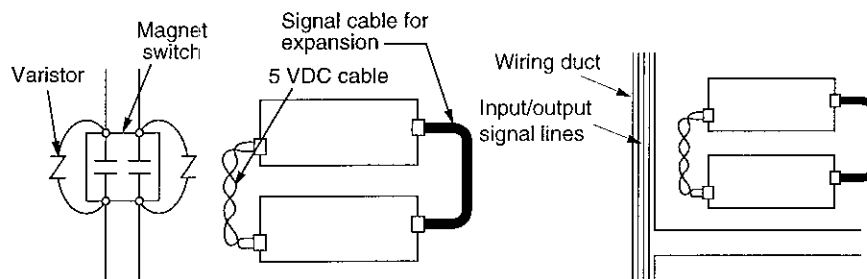 Magnet
switch
Varistor
Signal cable for
expansion
5 VDC cable
Wiring duct
Input/output
signal lines